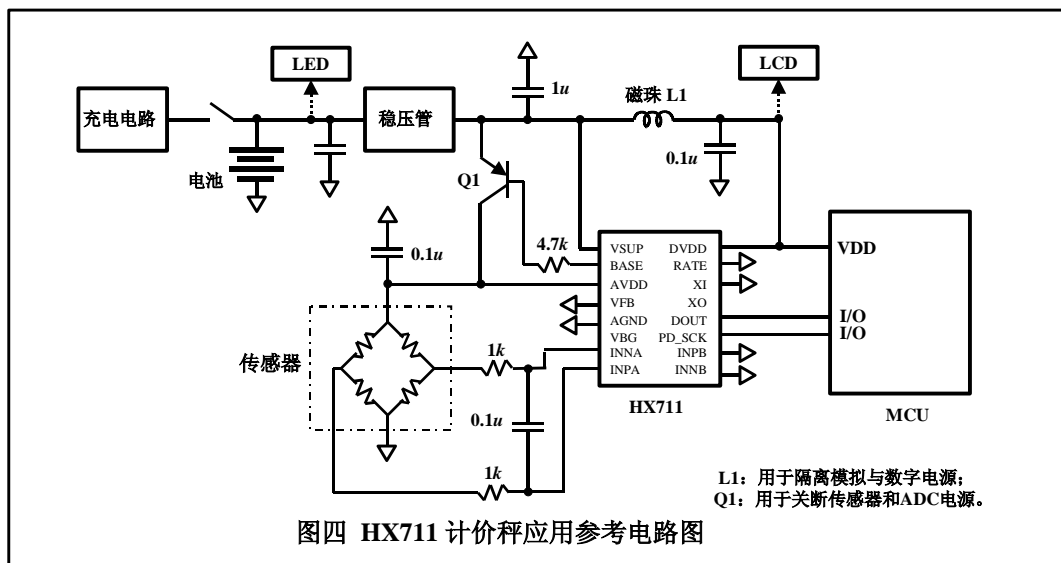 LED
LCD
1u
磁珠 L1
充电电路
稳压管
0.1u
电池
Q1
0.1u
4.7k
VSUP
BASE
AVDD
VFB
AGND
VBG
INNA
INPA
DVDD
RATE
XI
XO
DOUT
PD_SCK
INPB
INNB
HX711
VDD
I/O
I/O
MCU
传感器
1k
0.1u
1k
L1：用于隔离模拟与数字电源；
Q1：用于关断传感器和ADC电源。
图四 HX711 计价秤应用参考电路图